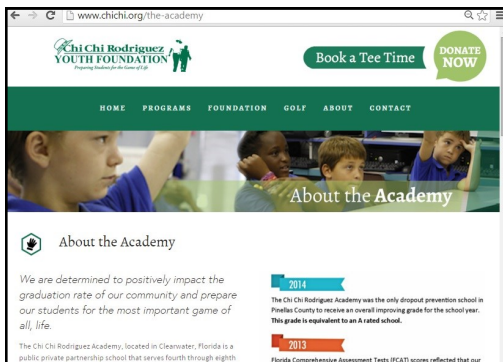 www.chichi.org/the-academy
Chi Chi Rodriguez
YOUTH FOUNDATION
Preparing Students for the Game of Life
Book a Tee Time
DONATE
NOW
HOME PROGRAMS FOUNDATION GOLF ABOUT CONTACT
About the Academy
About the Academy
We are determined to positively impact the
graduation rate of our community and prepare
our students for the most important game of
all, life.
The Chi Chi Rodriguez Academy, located in Clearwater, Florida is a
public private partnership school that serves fourth through eighth
2014
The Chi Chi Rodriguez Academy was the only dropout prevention school in
Pinellas County to receive an overall improving grade for the school year.
This grade is equivalent to an A rated school.
2013
Florida Comprehensive Assessment Tests (FCAT) scores reflected that our